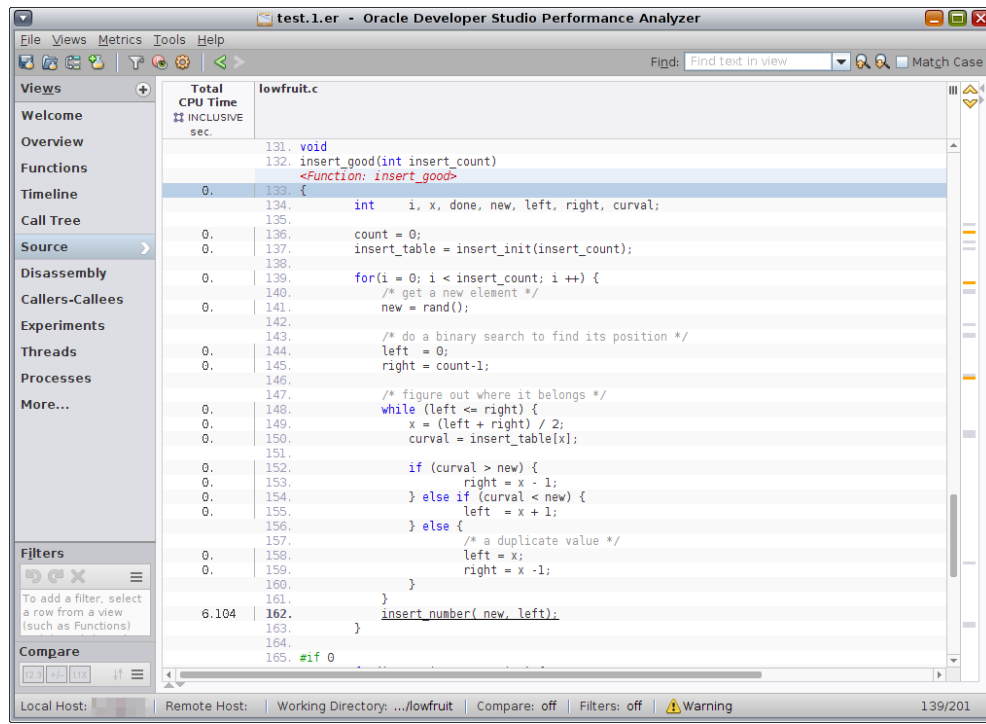 test.1.er - Oracle Developer Studio Performance Analyzer
File Views Metrics Tools Help
Find: Find text in view Match Case
Views
Welcome
Overview
Functions
Timeline
Call Tree
Source
Disassembly
Callers-Callees
Experiments
Threads
Processes
More...
Filters
To add a filter, select
a row from a view
(such as Functions)
Compare
12.3 +/- 1.1X
Total
CPU Time
INCLUSIVE
sec.
lowfruit.c
131. void
132. insert_good(int insert_count)
<Function: insert_good>
0. 133. {
134. int i, x, done, new, left, right, curval;
135.
0. 136. count = 0;
0. 137. insert_table = insert_init(insert_count);
138.
0. 139. for(i = 0; i < insert_count; i ++) {
140. /* get a new element */
0. 141. new = rand();
142.
143. /* do a binary search to find its position */
0. 144. left = 0;
0. 145. right = count-1;
146.
147. /* figure out where it belongs */
0. 148. while (left <= right) {
0. 149. x = (left + right) / 2;
0. 150. curval = insert_table[x];
151.
0. 152. if (curval > new) {
0. 153. right = x - 1;
0. 154. } else if (curval < new) {
0. 155. left = x + 1;
156. } else {
157. /* a duplicate value */
0. 158. left = x;
0. 159. right = x -1;
160. }
161. }
6.104 162. insert_number( new, left);
163. }
164.
165. #if 0
Local Host: Remote Host: Working Directory: .../lowfruit Compare: off Filters: off Warning 139/201